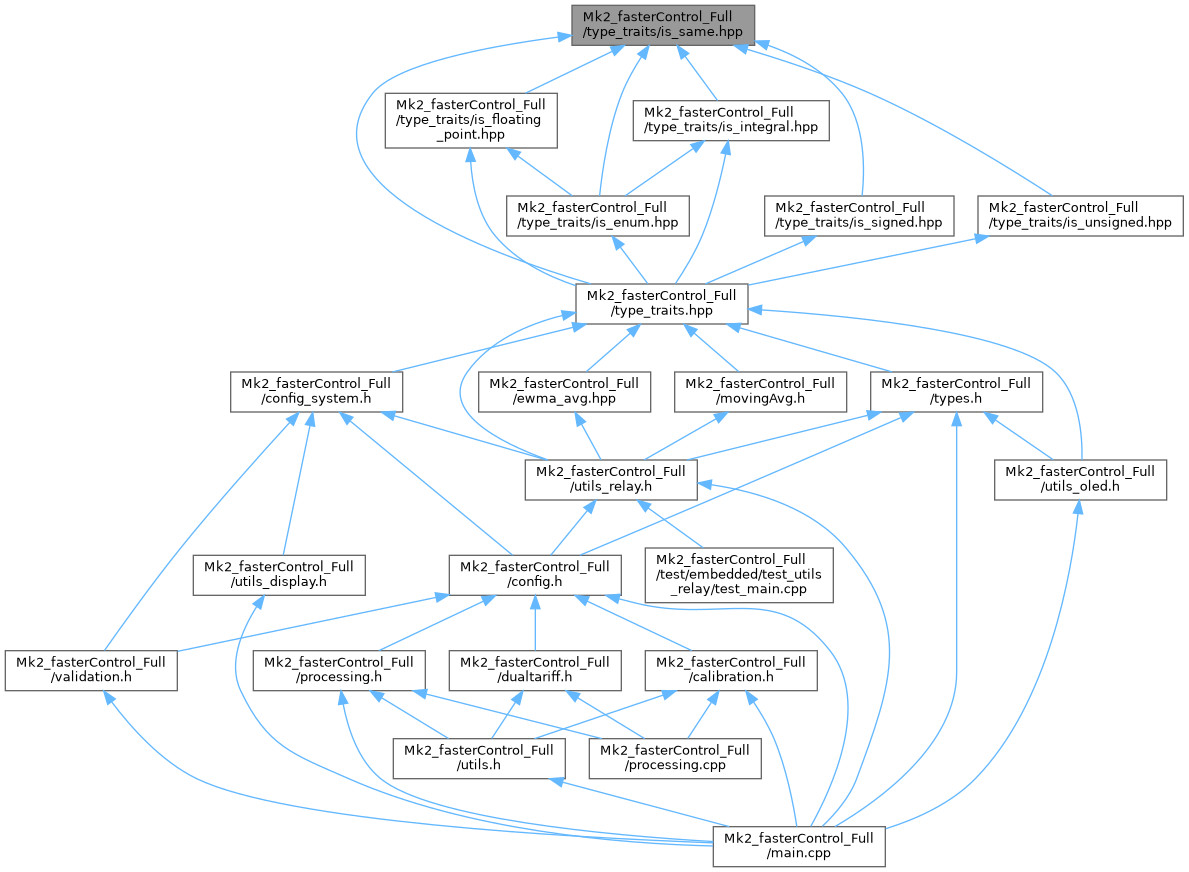 Mk2_fasterControl_Full
/type_traits/is_same.hpp
Mk2_fasterControl_Full
/type_traits/is_floating
_point.hpp
Mk2_fasterControl_Full
/type_traits/is_integral.hpp
Mk2_fasterControl_Full
/type_traits/is_enum.hpp
Mk2_fasterControl_Full
/type_traits/is_signed.hpp
Mk2_fasterControl_Full
/type_traits/is_unsigned.hpp
Mk2_fasterControl_Full
/type_traits.hpp
Mk2_fasterControl_Full
/config_system.h
Mk2_fasterControl_Full
/ewma_avg.hpp
Mk2_fasterControl_Full
/movingAvg.h
Mk2_fasterControl_Full
/types.h
Mk2_fasterControl_Full
/utils_relay.h
Mk2_fasterControl_Full
/utils_oled.h
Mk2_fasterControl_Full
/utils_display.h
Mk2_fasterControl_Full
/config.h
Mk2_fasterControl_Full
/test/embedded/test_utils
_relay/test_main.cpp
Mk2_fasterControl_Full
/validation.h
Mk2_fasterControl_Full
/processing.h
Mk2_fasterControl_Full
/dualtariff.h
Mk2_fasterControl_Full
/calibration.h
Mk2_fasterControl_Full
/utils.h
Mk2_fasterControl_Full
/processing.cpp
Mk2_fasterControl_Full
/main.cpp